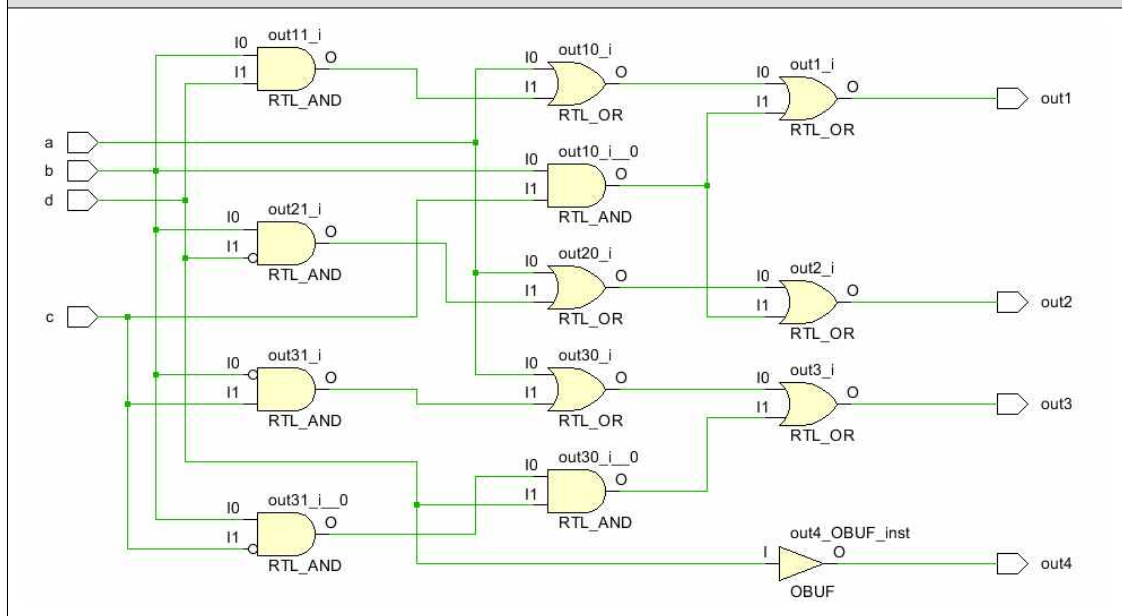 out11_i
I0
O
I1
RTL_AND
out10_i
I0
O
I1
RTL_OR
out1_i
I0
O
I1
RTL_OR
out1
a
b
d
out10_i__0
I0
O
I1
RTL_AND
out21_i
I0
O
I1
RTL_AND
out20_i
I0
O
I1
RTL_OR
out2_i
I0
O
I1
RTL_OR
out2
c
out31_i
I0
O
I1
RTL_AND
out30_i
I0
O
I1
RTL_OR
out3_i
I0
O
I1
RTL_OR
out3
out31_i__0
I0
O
I1
RTL_AND
out30_i__0
I0
O
I1
RTL_AND
out4_OBUF_inst
I
O
OBUF
out4